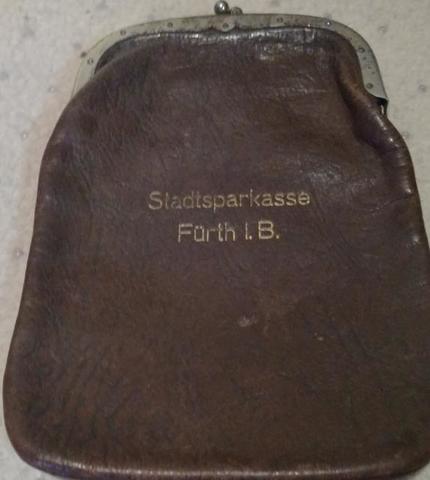 Stadtsparkasse
Fürth i. B.